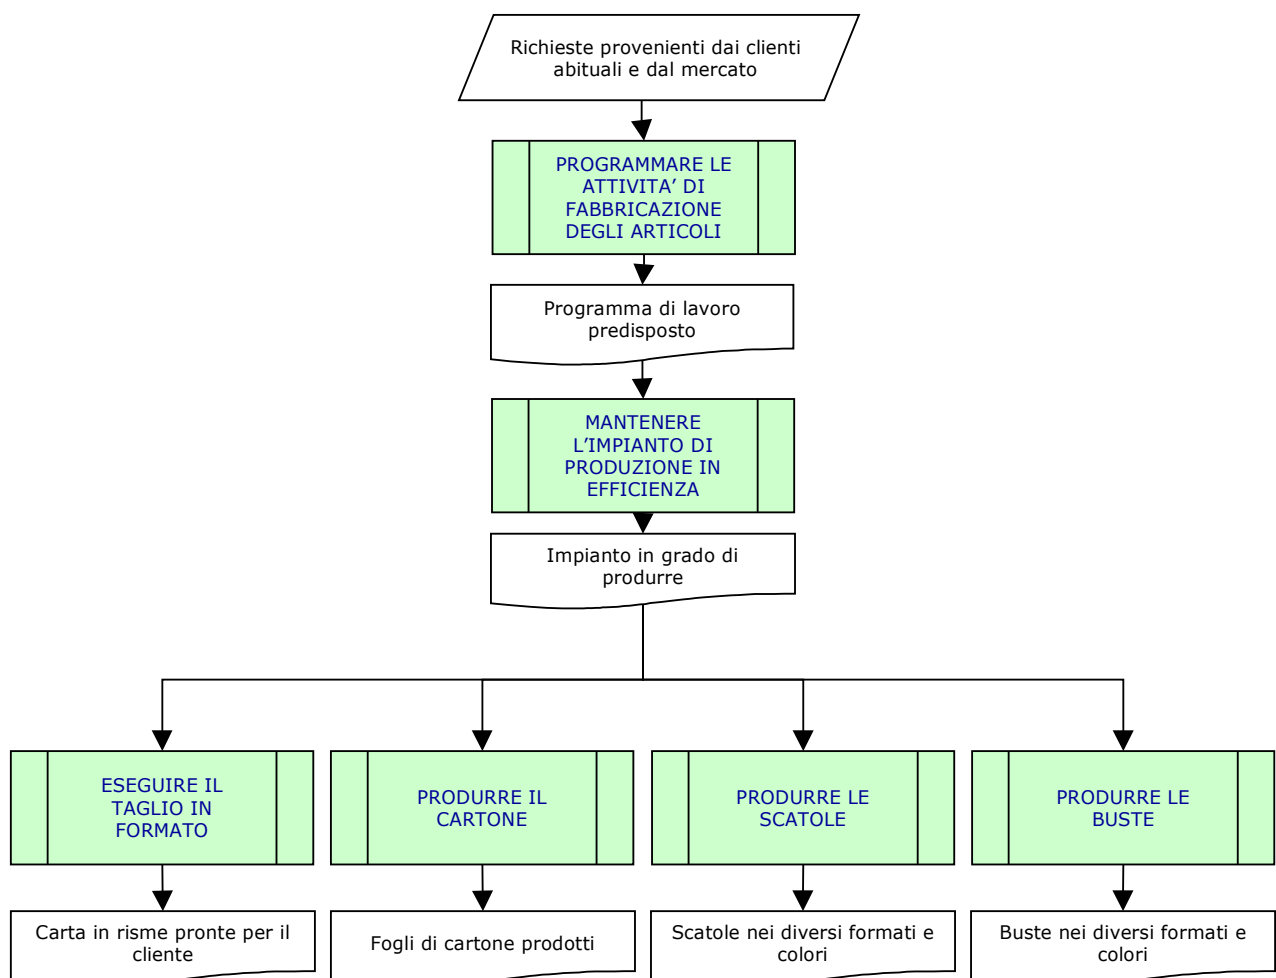 Richieste provenienti dai clienti
abituali e dal mercato
PROGRAMMARE LE
ATTIVITA’ DI
FABBRICAZIONE
DEGLI ARTICOLI
Programma di lavoro
predisposto
MANTENERE
L’IMPIANTO DI
PRODUZIONE IN
EFFICIENZA
Impianto in grado di
produrre
ESEGUIRE IL
TAGLIO IN
FORMATO
PRODURRE IL
CARTONE
PRODURRE LE
SCATOLE
PRODURRE LE
BUSTE
Carta in risme pronte per il
cliente
Fogli di cartone prodotti
Scatole nei diversi formati e
colori
Buste nei diversi formati e
colori